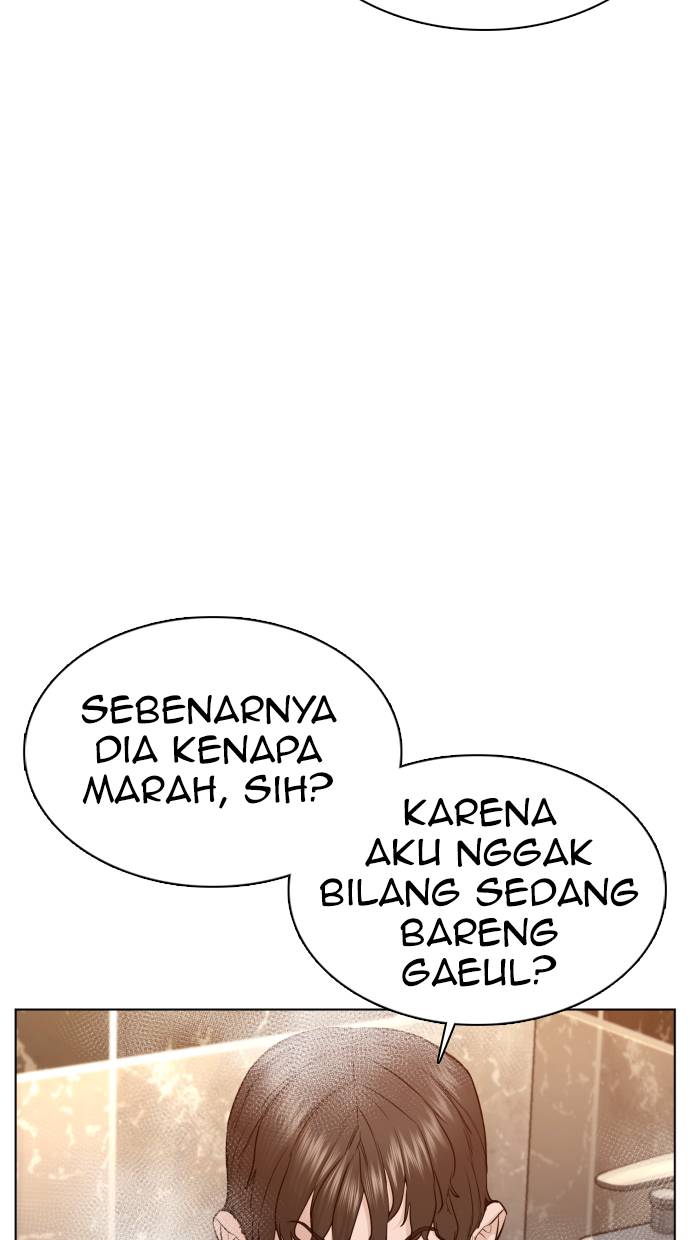 SEBENARNYA
DIA KENAPA
MARAH, SIH?
KARENA
AKU NGGAK
BILANG SEDANG
BARENG
GAEUL?